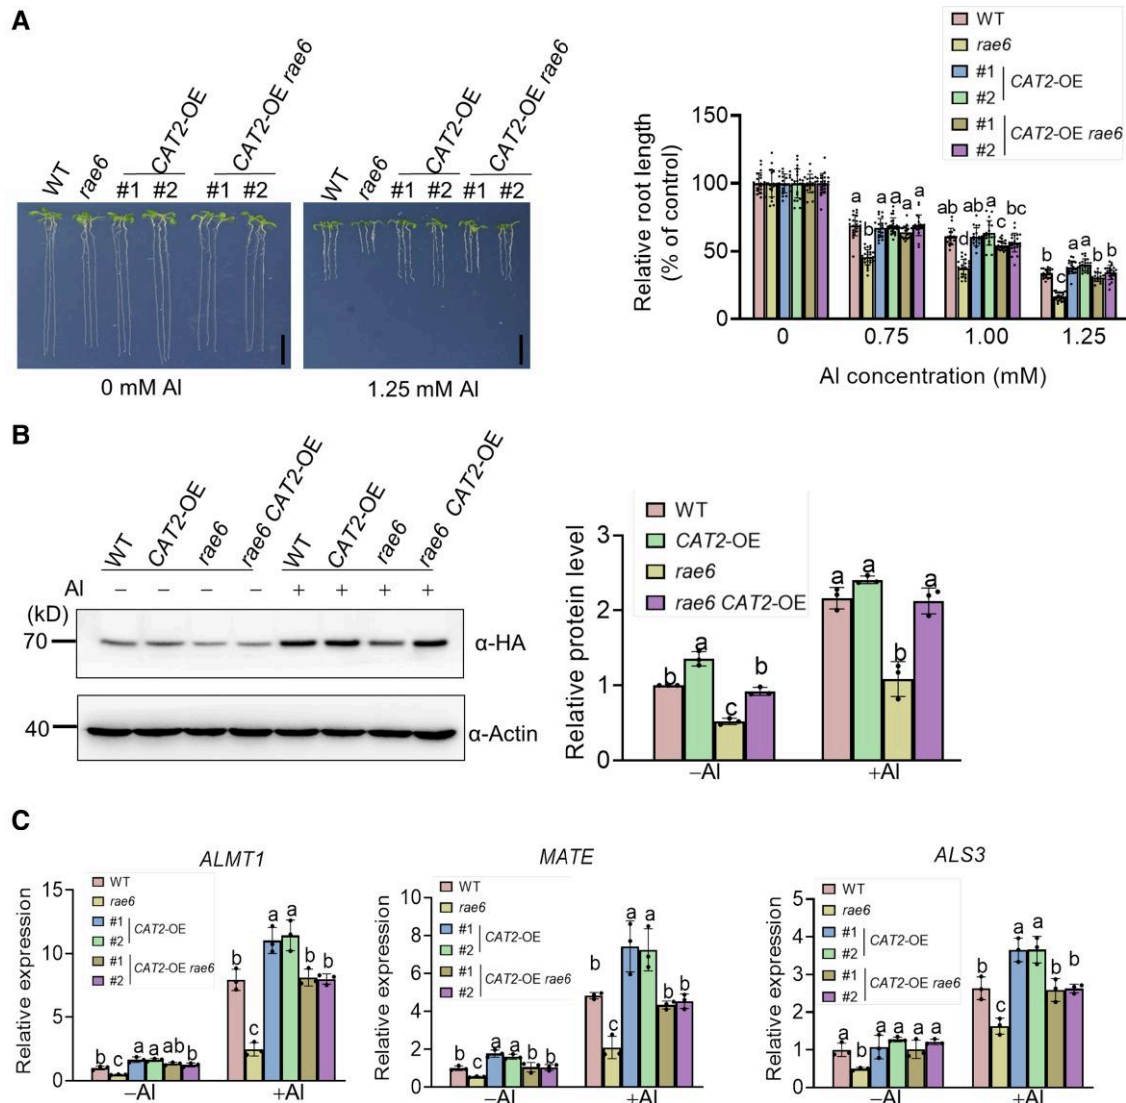 A
WT
rae6
CAT2-OE
CAT2-OE rae6
#1 #2 #1 #2
WT
rae6
CAT2-OE
CAT2-OE rae6
#1 #2 #1 #2
0 mM Al
1.25 mM Al
WT
rae6
#1
#2
CAT2-OE
#1
#2
CAT2-OE rae6
Relative root length
(% of control)
150
100
50
0
a b a a a a
ab d ab a c bc
b c a a b b
0 0.75 1.00 1.25
Al concentration (mM)
B
WT
CAT2-OE
rae6
rae6 CAT2-OE
WT
CAT2-OE
rae6
rae6 CAT2-OE
Al − − − − + + + +
(kD)
70
α-HA
40
α-Actin
WT
CAT2-OE
rae6
rae6 CAT2-OE
Relative protein level
3
2
1
0
b a c b
a a b a
−Al +Al
C
ALMT1
WT
rae6
#1
#2
CAT2-OE
#1
#2
CAT2-OE rae6
Relative expression
15
10
5
0
b c a a ab b
b c a a b b
−Al +Al
MATE
WT
rae6
#1
#2
CAT2-OE
#1
#2
CAT2-OE rae6
Relative expression
10
8
6
4
2
0
b c a a b b
b c a a b b
−Al +Al
ALS3
WT
rae6
#1
#2
CAT2-OE
#1
#2
CAT2-OE rae6
Relative expression
5
4
3
2
1
0
a b a a a a
b c a a b b
−Al +Al